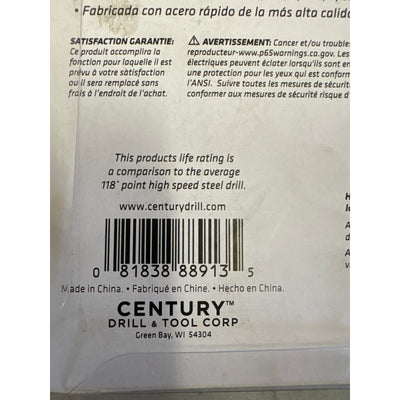 • Fabricada con acero rápido de la más alta calida
SATISFACTION GARANTIE:
Ce produit accomplira la
fonction pour laquelle il est
prévu à votre sàtisfaction
ou il sera remplacé sans
frais à l'endroit de l'achat.
⚠ AVERTISSEMENT: Cancer et/ou trouble
reproducteur-www.p65warnings.ca.gov. Les
électriques peuvent éclater lorsqu'ils sont en
une protection pour les yeux qui est conforme
l'ANSI. Suivre toutes les mesures de sécurit
conformer aux mesures de sécurité risque d'
This products life rating is
a comparison to the average
118° point high speed steel drill.
www.centurydrill.com
0 81838 88913 5
Made in China. • Fabriqué en Chine. • Hecho en China.
CENTURY™
DRILL & TOOL CORP
Green Bay, WI 54304